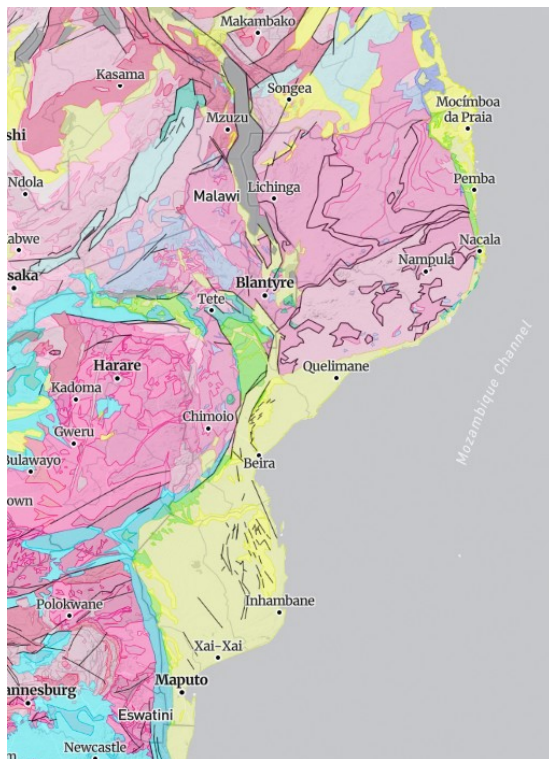 Makambako
Kasama
Songea
Mocímboa
da Praia
Mzuzu
shi
Pemba
Ndola
Malawi
Lichinga
Nacala
abwe
Nampula
saka
Blantyre
Tete
Harare
Quelimane
Kadoma
Mozambique Channel
Chimoio
Gweru
Bulawayo
Beira
own
Polokwane
Inhambane
Xai-Xai
Maputo
annesburg
Eswatini
Newcastle
m